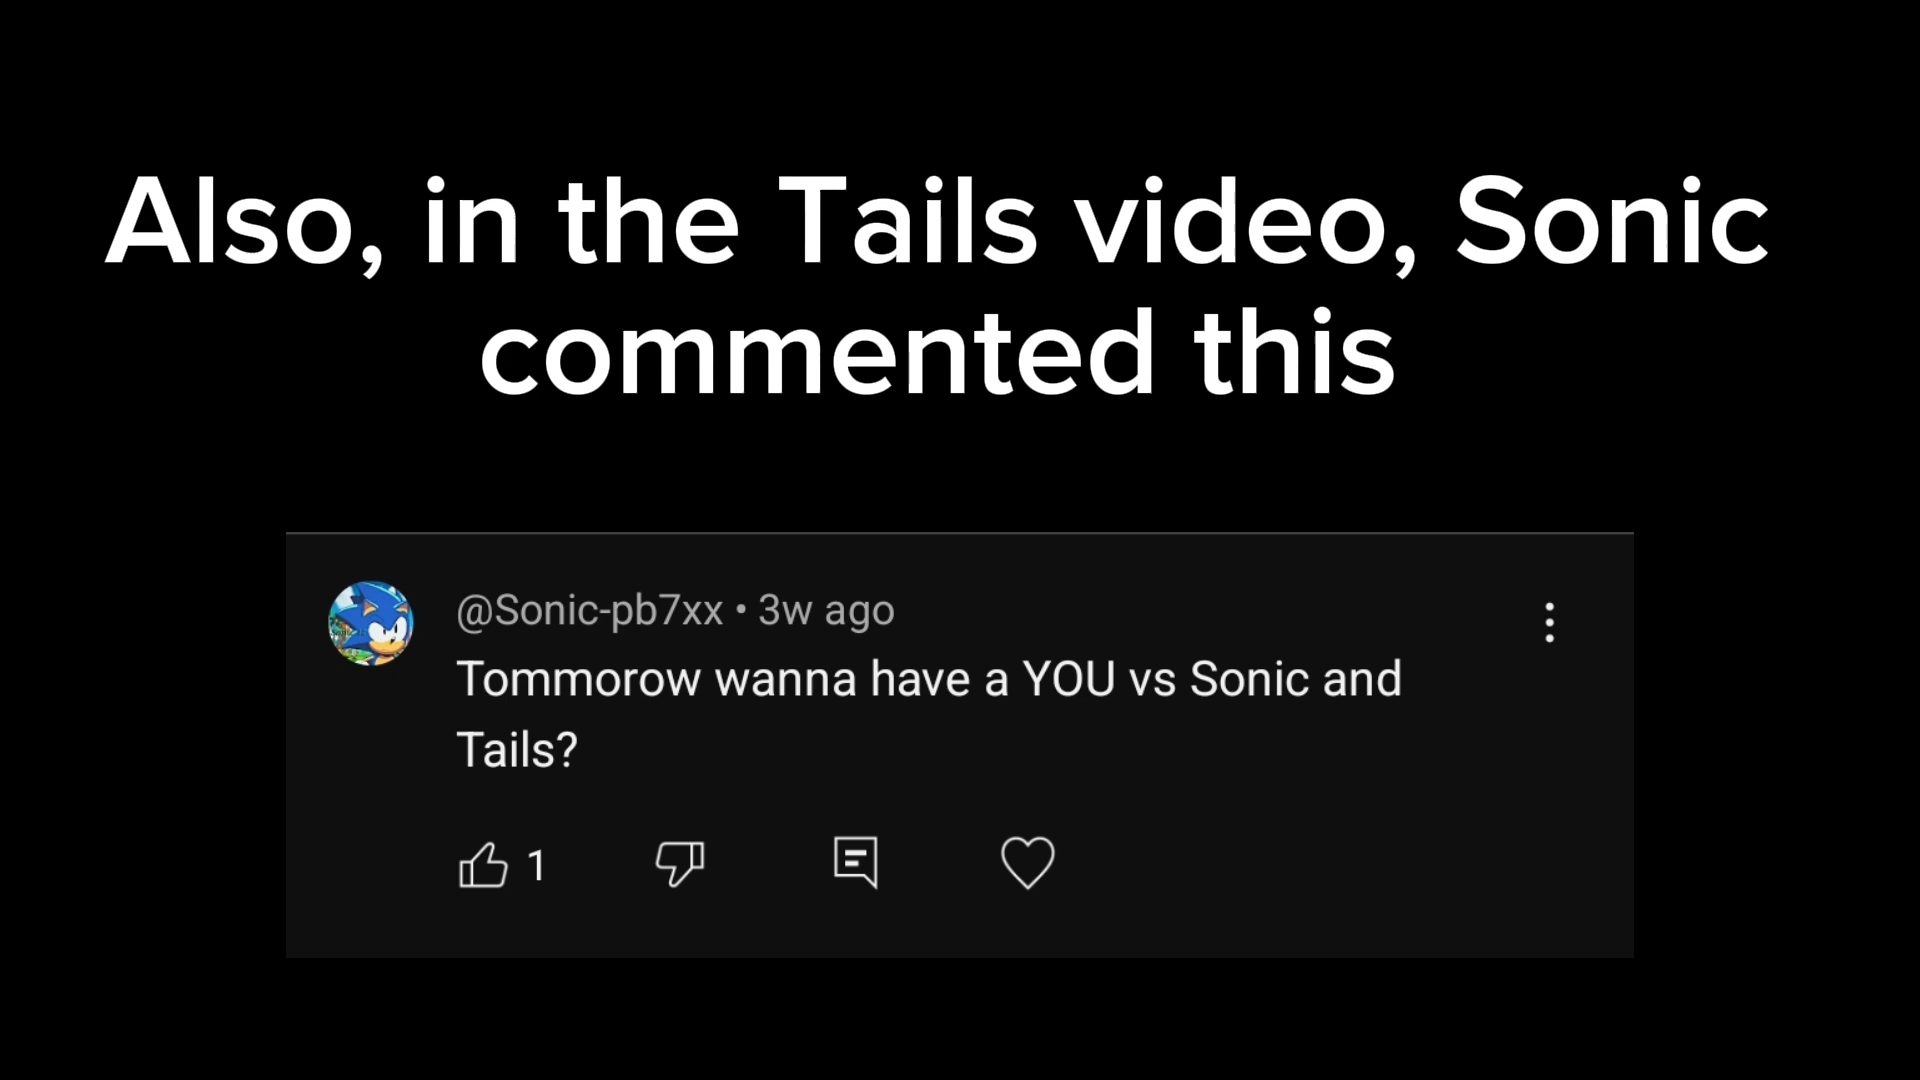 Also, in the Tails video, Sonic
commented this
@Sonic-pb7xx • 3w ago
Tommorow wanna have a YOU vs Sonic and
Tails?
1